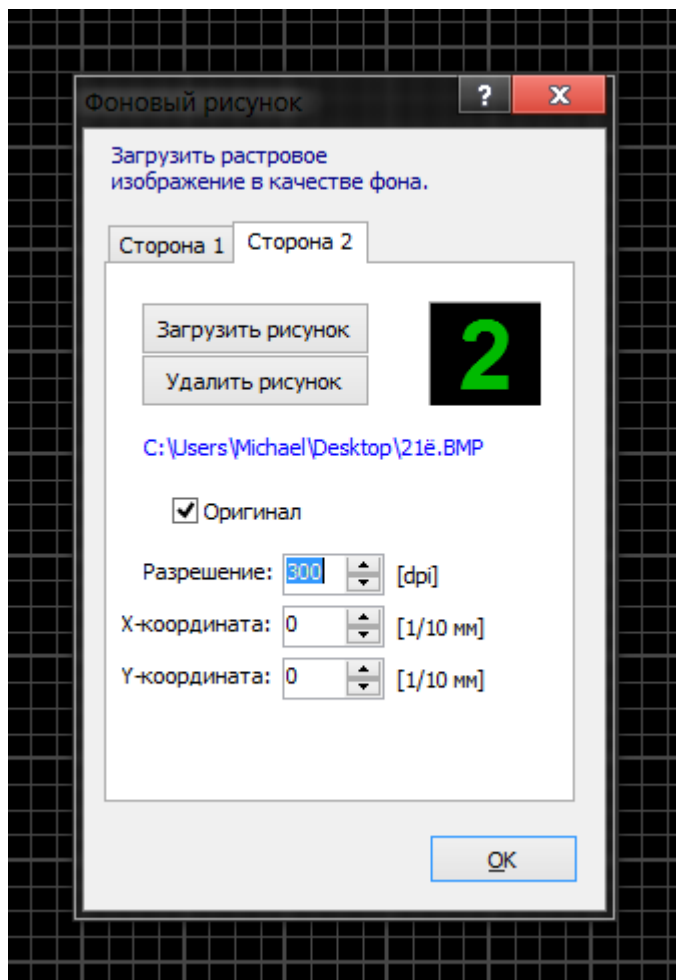 Фоновый рисунок ? X
Загрузить растровое
изображение в качестве фона.
Сторона 1 Сторона 2
Загрузить рисунок
2
Удалить рисунок
C:\Users\Michael\Desktop\21ё.BMP
Оригинал
Разрешение: 300 [dpi]
X-координата: 0 [1/10 мм]
Y-координата: 0 [1/10 мм]
OK